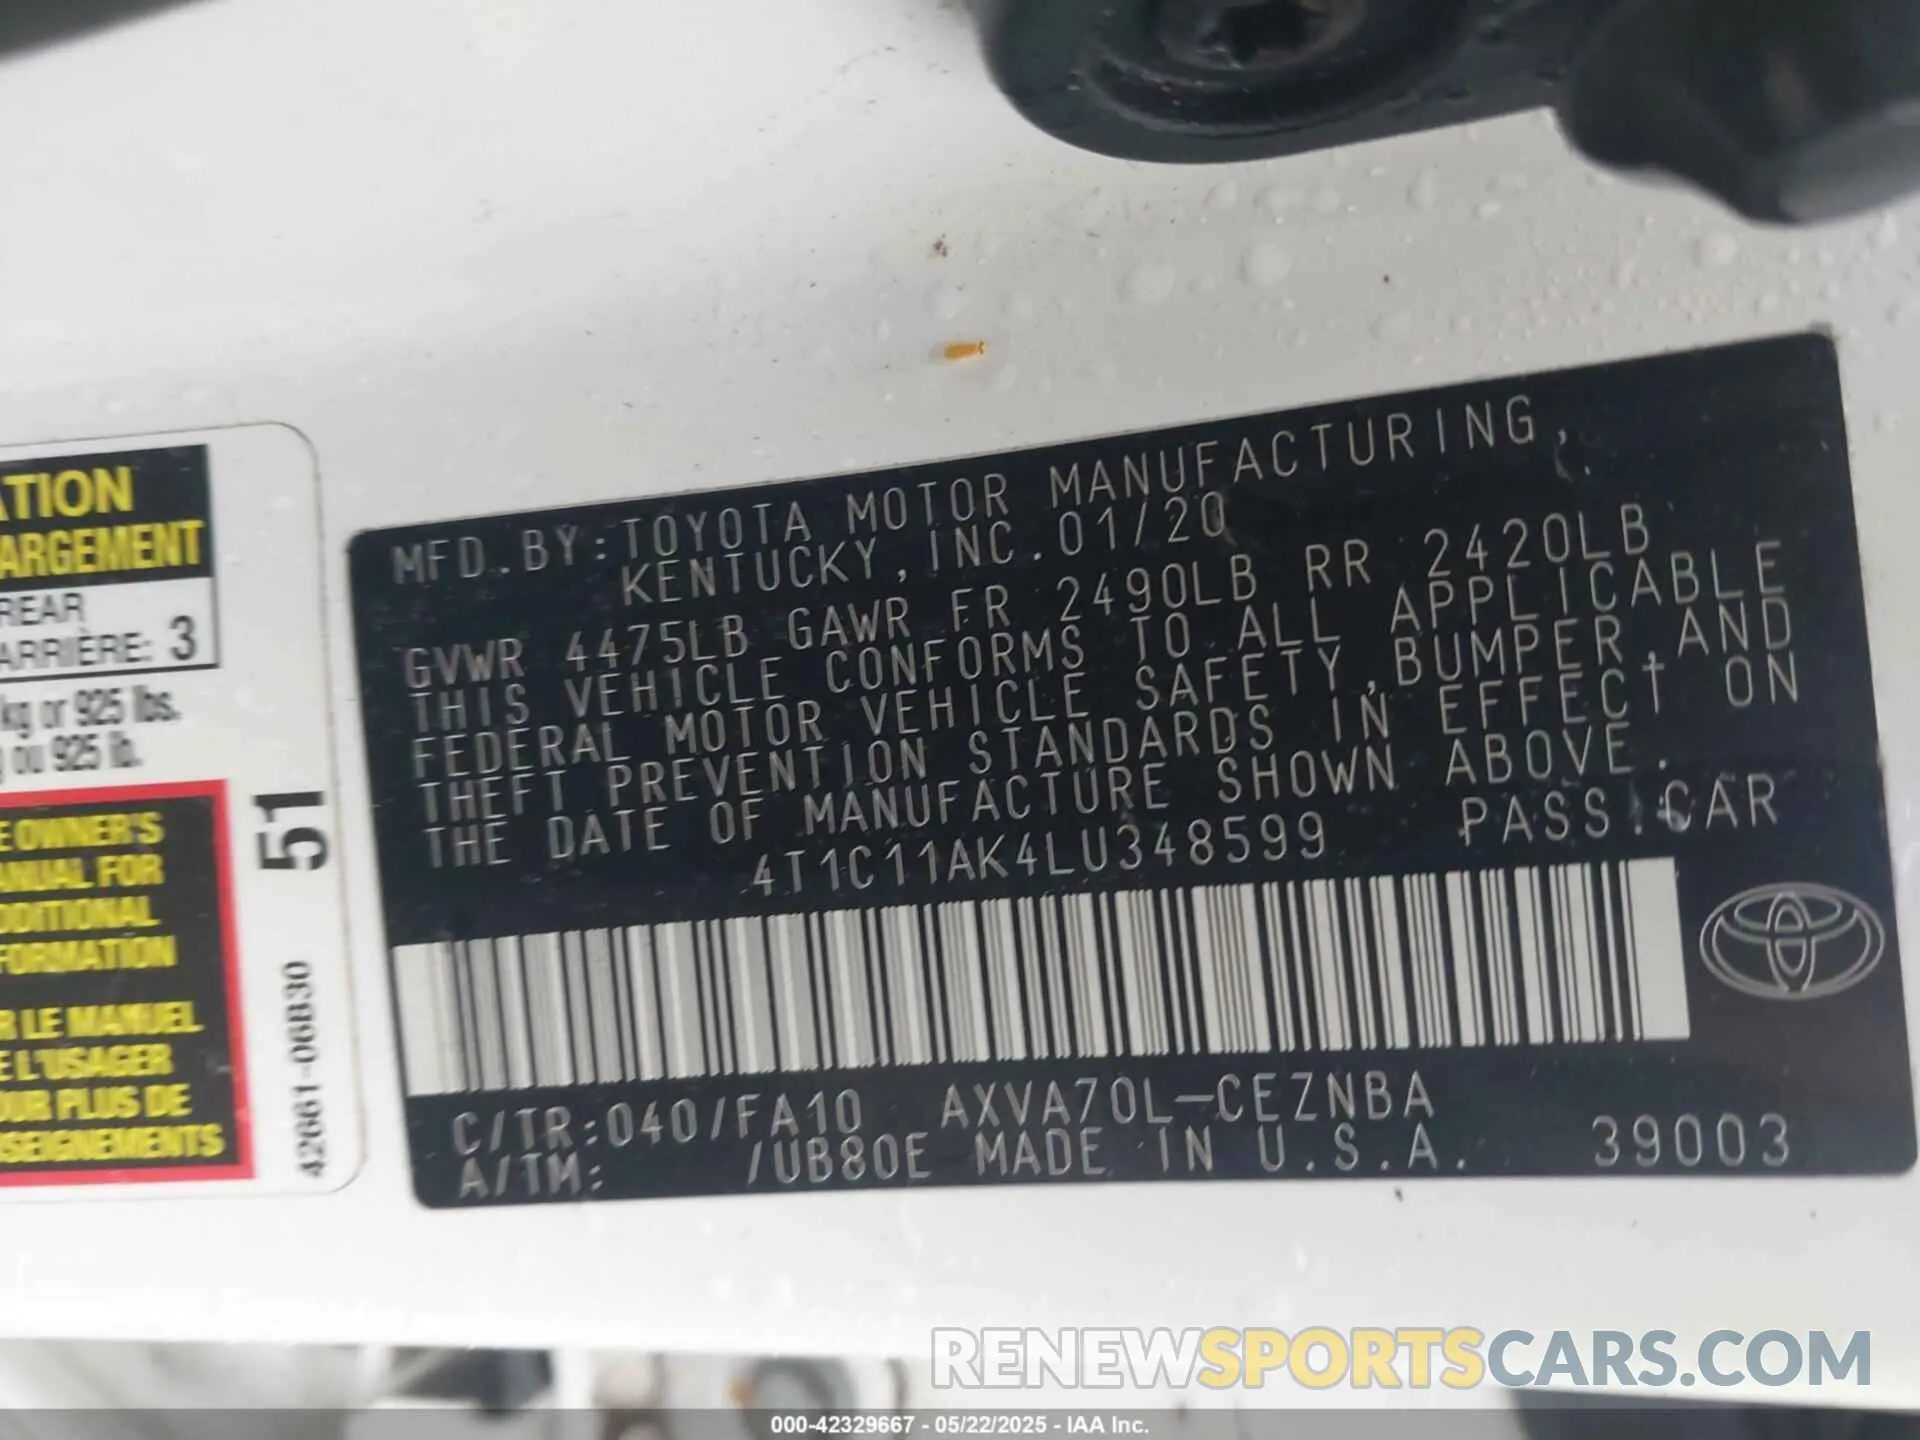 ATION
ARGEMENT
REAR
ARRIÈRE: 3
kg or 925 lbs.
ou 925 lb.
E OWNER'S
ANUAL FOR
DDITIONAL
FORMATION
R LE MANUEL
E L'USAGER
OUR PLUS DE
SEIGNEMENTS
51
42661-06B30
MFD. BY: TOYOTA MOTOR MANUFACTURING,
KENTUCKY, INC. 01/20
GVWR 4475LB GAWR FR 2490LB RR 2420LB
THIS VEHICLE CONFORMS TO ALL APPLICABLE
FEDERAL MOTOR VEHICLE SAFETY, BUMPER, AND
THEFT PREVENTION STANDARDS IN EFFECT ON
THE DATE OF MANUFACTURE SHOWN ABOVE.
4T1C11AK4LU348599 PASS. CAR
C/TR: 040/FA10 AXVA70L-CEZNBA
A/TM: /UB80E MADE IN U.S.A. 39003
RENEWSPORTSCARS.COM
000-42329667 - 05/22/2025 - IAA Inc.